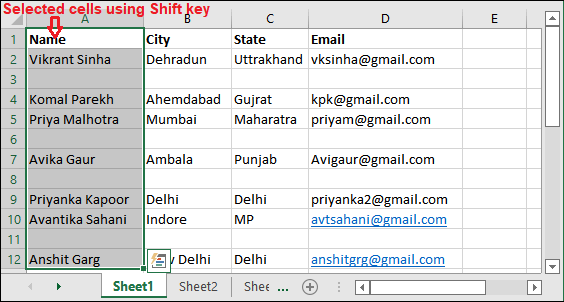 Selected cells using Shift key
A B C D E
1 Name City State Email
2 Vikrant Sinha Dehradun Uttrakhand vksinha@gmail.com
3
4 Komal Parekh Ahemdabad Gujrat kpk@gmail.com
5 Priya Malhotra Mumbai Maharatra priyam@gmail.com
6
7 Avika Gaur Ambala Punjab Avigaur@gmail.com
8
9 Priyanka Kapoor Delhi Delhi priyanka2@gmail.com
10 Avantika Sahani Indore MP avtsahani@gmail.com
11
12 Anshit Garg Delhi Delhi anshitgrg@gmail.com
Sheet1 Sheet2 Shee ...